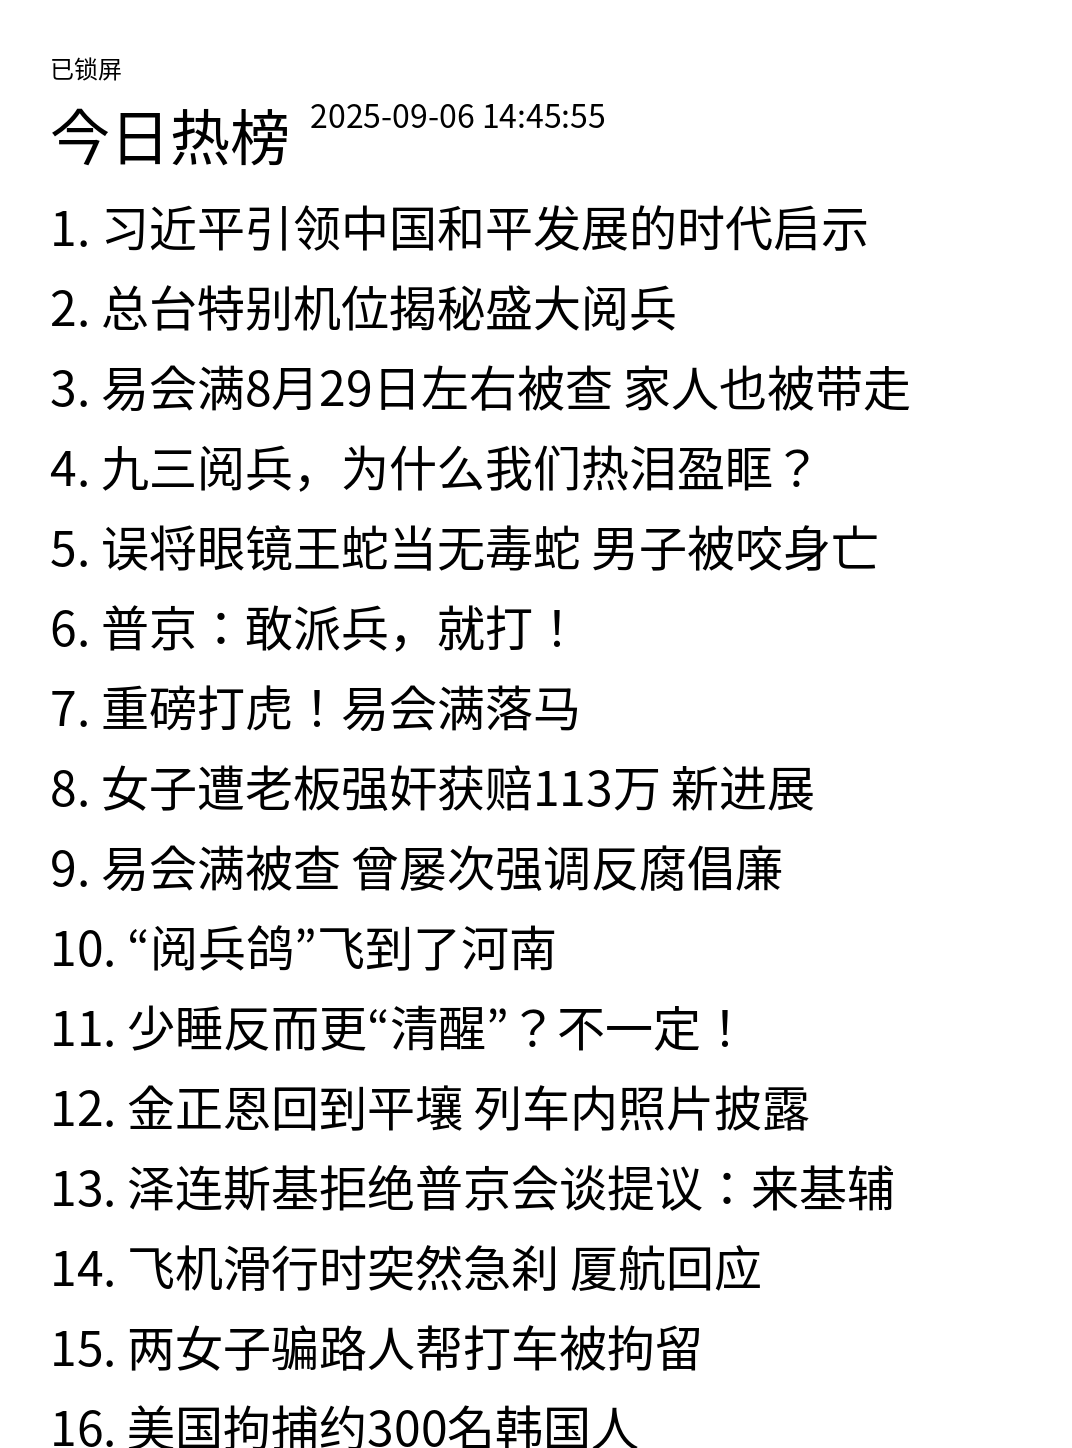 已锁屏
今日热榜 2025-09-06 14:45:55
1. 习近平引领中国和平发展的时代启示
2. 总台特别机位揭秘盛大阅兵
3. 易会满8月29日左右被查 家人也被带走
4. 九三阅兵，为什么我们热泪盈眶？
5. 误将眼镜王蛇当无毒蛇 男子被咬身亡
6. 普京：敢派兵，就打！
7. 重磅打虎！易会满落马
8. 女子遭老板强奸获赔113万 新进展
9. 易会满被查 曾屡次强调反腐倡廉
10. “阅兵鸽”飞到了河南
11. 少睡反而更“清醒”？不一定！
12. 金正恩回到平壤 列车内照片披露
13. 泽连斯基拒绝普京会谈提议：来基辅
14. 飞机滑行时突然急刹 厦航回应
15. 两女子骗路人帮打车被拘留
16. 美国拘捕约300名韩国人